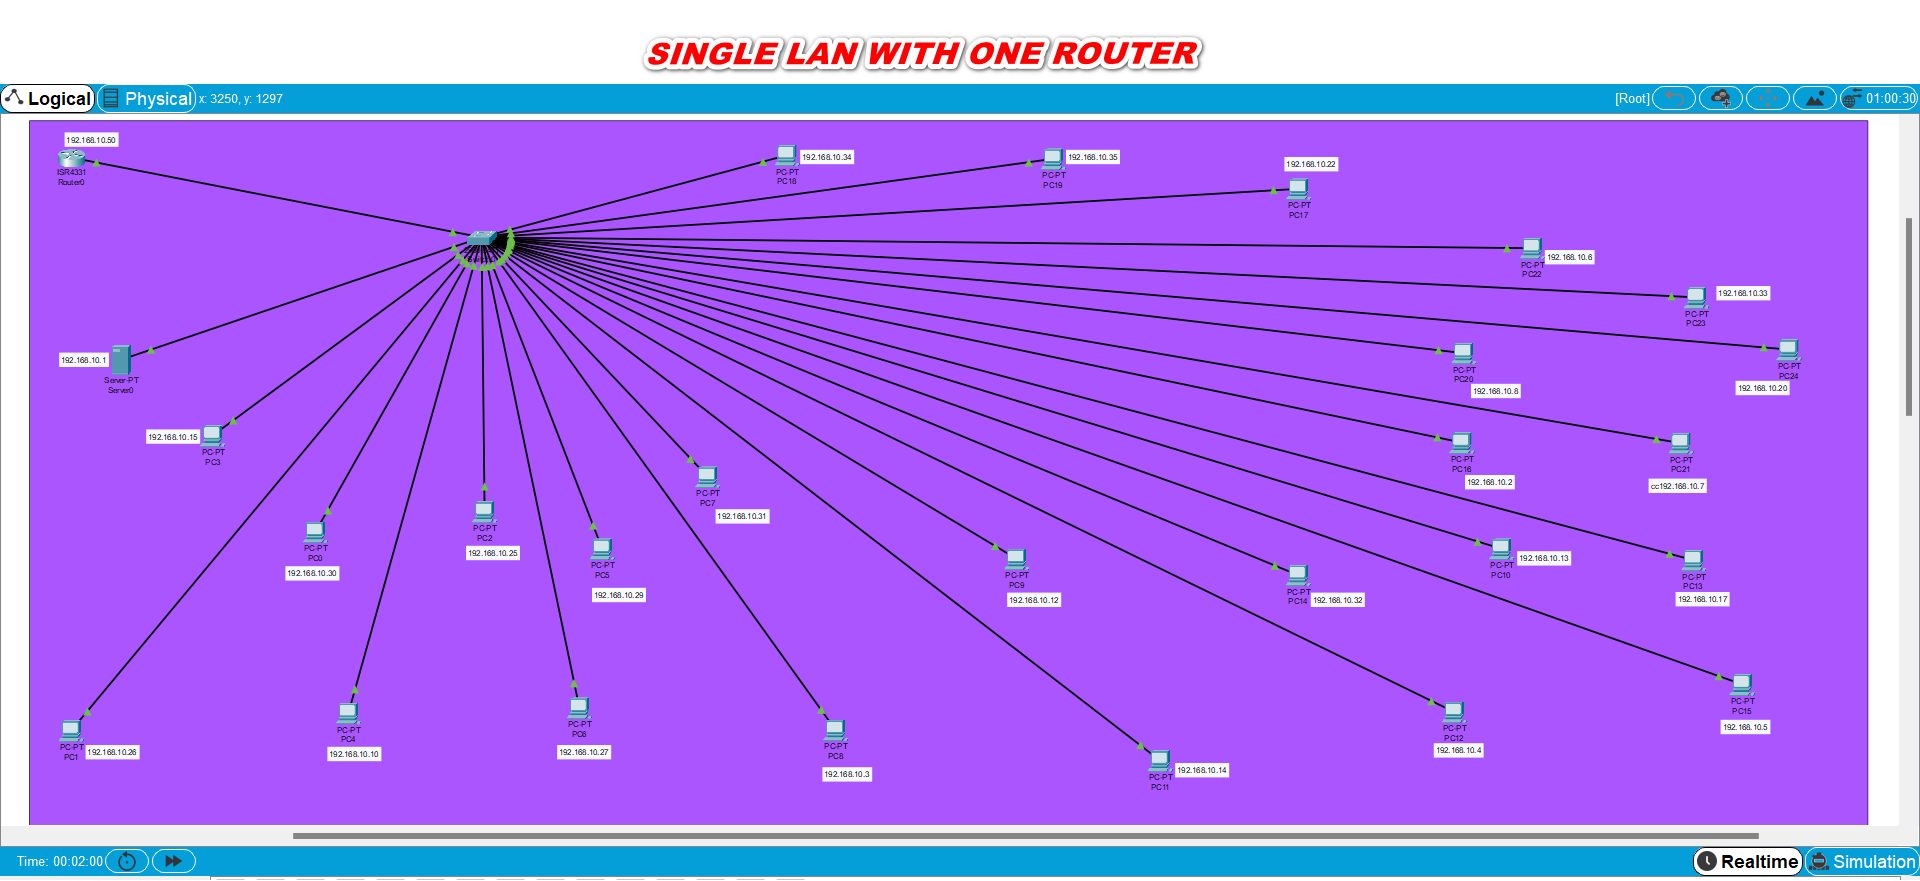 SINGLE LAN WITH ONE ROUTER
Logical
Physical
x: 3250, y: 1297
[Root]
01:00:30
192.168.10.50
ISR4331
Router0
192.168.10.34
PC-PT
PC18
192.168.10.35
PC-PT
PC19
192.168.10.22
PC-PT
PC17
192.168.10.6
PC-PT
PC22
192.168.10.33
PC-PT
PC23
192.168.10.1
Server-PT
Server0
PC-PT
PC20
192.168.10.8
PC-PT
PC24
192.168.10.20
192.168.10.15
PC-PT
PC3
PC-PT
PC16
192.168.10.2
PC-PT
PC21
cc192.168.10.7
PC-PT
PC7
192.168.10.31
PC-PT
PC0
192.168.10.30
PC-PT
PC2
192.168.10.25
PC-PT
PC5
192.168.10.29
PC-PT
PC9
192.168.10.12
PC-PT
PC14
192.168.10.32
PC-PT
PC10
192.168.10.13
PC-PT
PC13
192.168.10.17
PC-PT
PC15
192.168.10.5
PC-PT
PC1
192.168.10.26
PC-PT
PC4
192.168.10.10
PC-PT
PC6
192.168.10.27
PC-PT
PC8
192.168.10.3
PC-PT
PC11
192.168.10.14
PC-PT
PC12
192.168.10.4
Time: 00:02:00
Realtime
Simulation